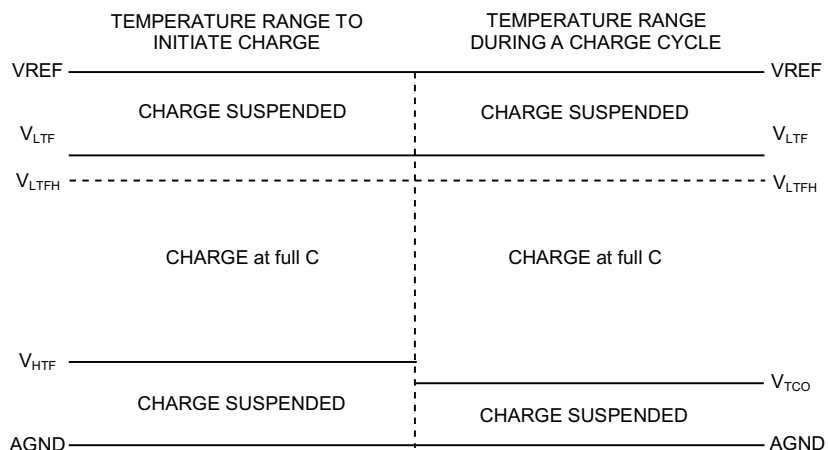 TEMPERATURE RANGE TO
INITIATE CHARGE
TEMPERATURE RANGE
DURING A CHARGE CYCLE
VREF
VREF
CHARGE SUSPENDED
CHARGE SUSPENDED
VLTF
VLTF
VLTFH
VLTFH
CHARGE at full C
CHARGE at full C
VHTF
VTCO
CHARGE SUSPENDED
CHARGE SUSPENDED
AGND
AGND